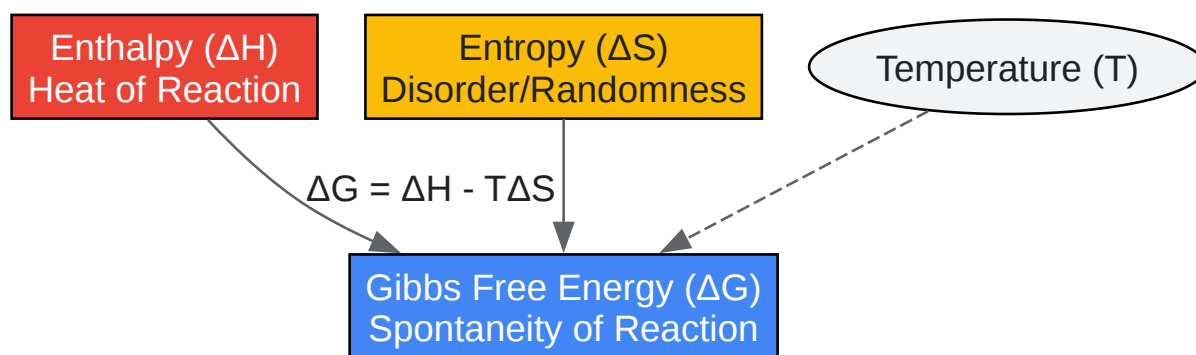 Enthalpy (ΔH)
Heat of Reaction
Entropy (ΔS)
Disorder/Randomness
Temperature (T)
ΔG = ΔH - TΔS
Gibbs Free Energy (ΔG)
Spontaneity of Reaction